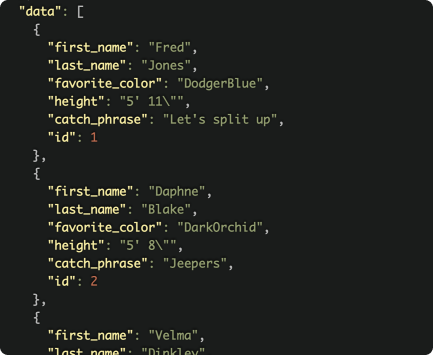 "data": [
{
"first_name": "Fred",
"last_name": "Jones",
"favorite_color": "DodgerBlue",
"height": "5' 11\"",
"catch_phrase": "Let's split up",
"id": 1
},
{
"first_name": "Daphne",
"last_name": "Blake",
"favorite_color": "DarkOrchid",
"height": "5' 8\"",
"catch_phrase": "Jeepers",
"id": 2
},
{
"first_name": "Velma",
"last_name": "Dinkley",